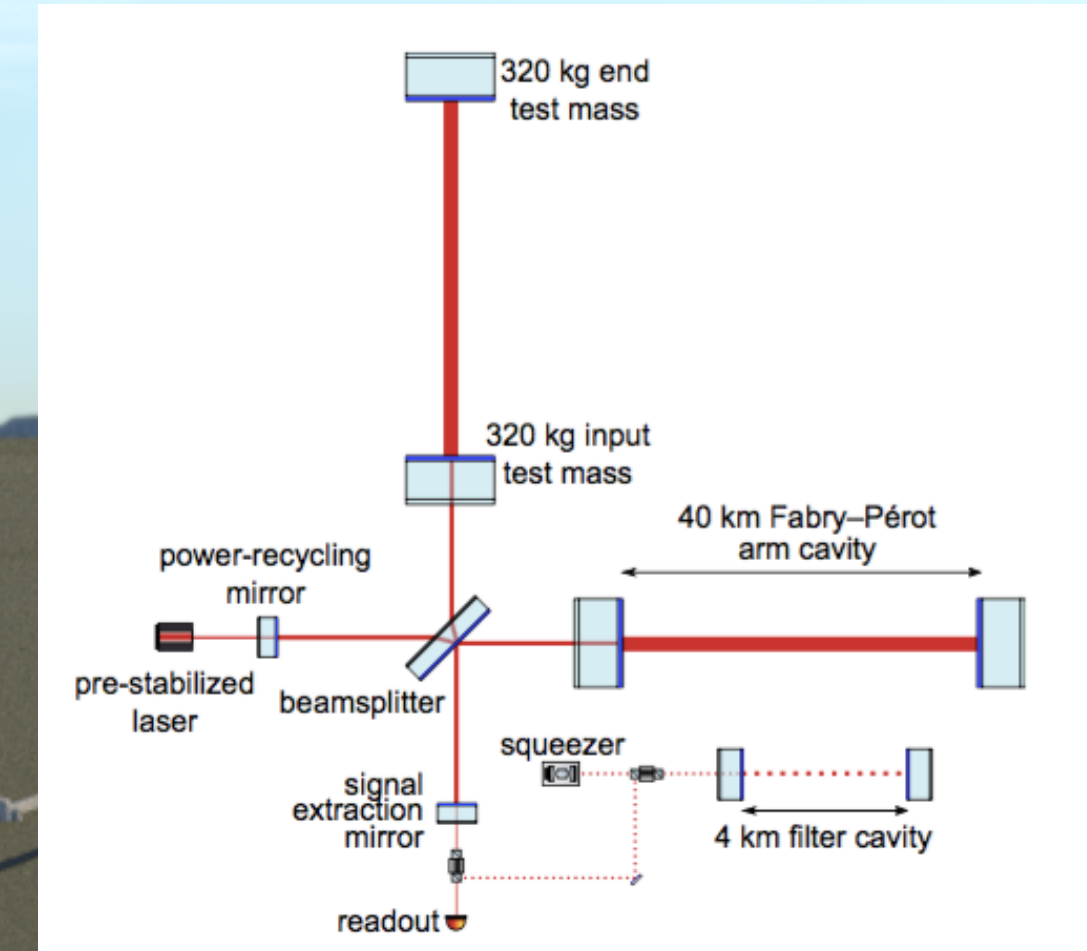 320 kg end
test mass
320 kg input
test mass
40 km Fabry–Pérot
arm cavity
power-recycling
mirror
pre-stabilized
laser
beamsplitter
squeezer
signal
extraction
mirror
4 km filter cavity
readout